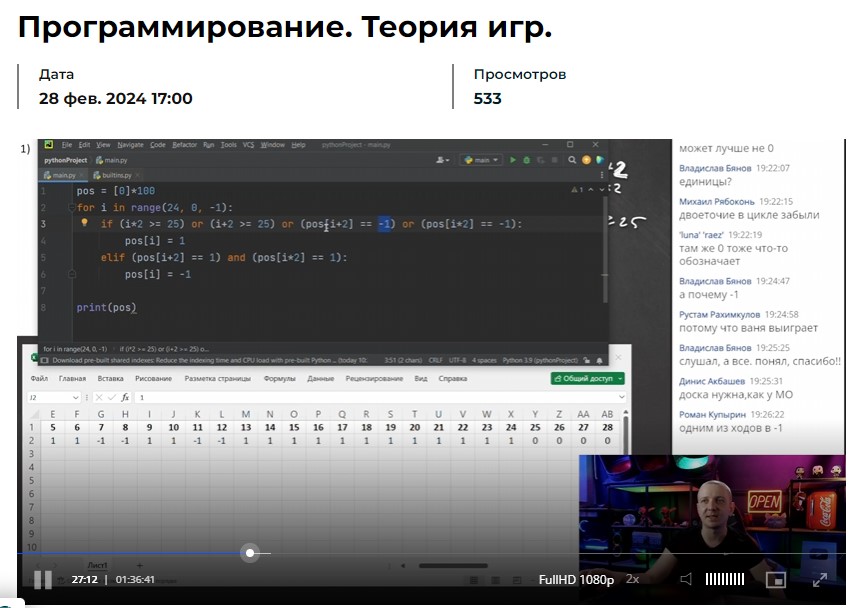 Программирование. Теория игр.
Дата
28 фев. 2024 17:00
Просмотров
533
1)
File Edit View Navigate Code Refactor Run Tools VCS Window Help pythonProject - main.py
pythonProject main.py
main
main.py builtins.py
1 pos = [0]*100
2 for i in range(24, 0, -1):
3 if (i*2 >= 25) or (i+2 >= 25) or (pos[i+2] == -1) or (pos[i*2] == -1):
4 pos[i] = 1
5 elif (pos[i+2] == 1) and (pos[i*2] == 1):
6 pos[i] = -1
7
8 print(pos)
1
for i in range(24, 0, -1) if (i*2 >= 25) or (i+2 >= 25) o...
Download pre-built shared indexes: Reduce the indexing time and CPU load with pre-built Python ... (today 10: 3:51 (2 chars) CRLF UTF-8 4 spaces Python 3.9 (pythonProject)
может лучше не 0
Владислав Бянов 19:22:07
единицы?
Михаил Рябоконь 19:22:15
двоеточие в цикле забыли
'luna' 'raez' 19:22:19
там же 0 тоже что-то
обозначает
Владислав Бянов 19:24:47
а почему -1
Рустам Рахимкулов 19:24:58
потому что ваня выиграет
Владислав Бянов 19:25:25
слушал, а все. понял, спасибо!!
Динис Акбашев 19:25:31
доска нужна,как у МО
Роман Купырин 19:26:22
одним из ходов в -1
Файл Главная Вставка Рисование Разметка страницы Формулы Данные Рецензирование Вид Справка
Общий доступ
J2 fx 1
E F G H I J K L M N O P Q R S T U V W X Y Z AA AB
1 5 6 7 8 9 10 11 12 13 14 15 16 17 18 19 20 21 22 23 24 25 26 27 28
2 1 1 -1 -1 1 1 -1 -1 1 1 1 1 1 1 1 1 1 1 1 1 0 0 0 0
3
4
5
6
7
8
9
10
Лист1
OPEN
Coca-Cola
27:12 | 01:36:41
FullHD 1080p 2x